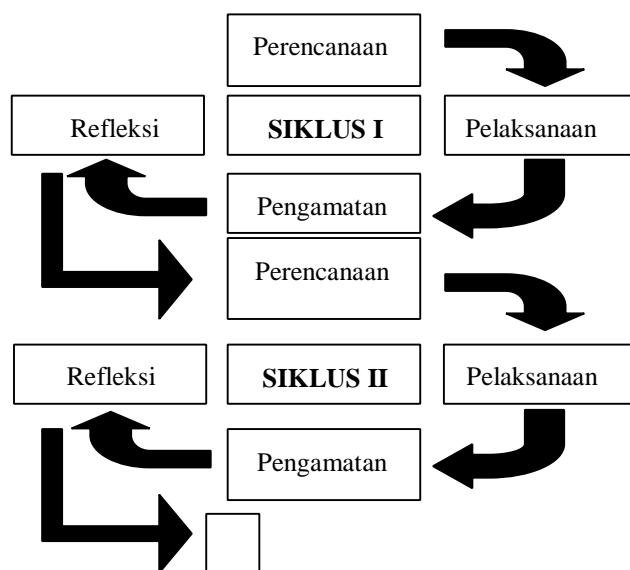 Perencanaan
Refleksi
SIKLUS I
Pelaksanaan
Pengamatan
Perencanaan
Refleksi
SIKLUS II
Pelaksanaan
Pengamatan